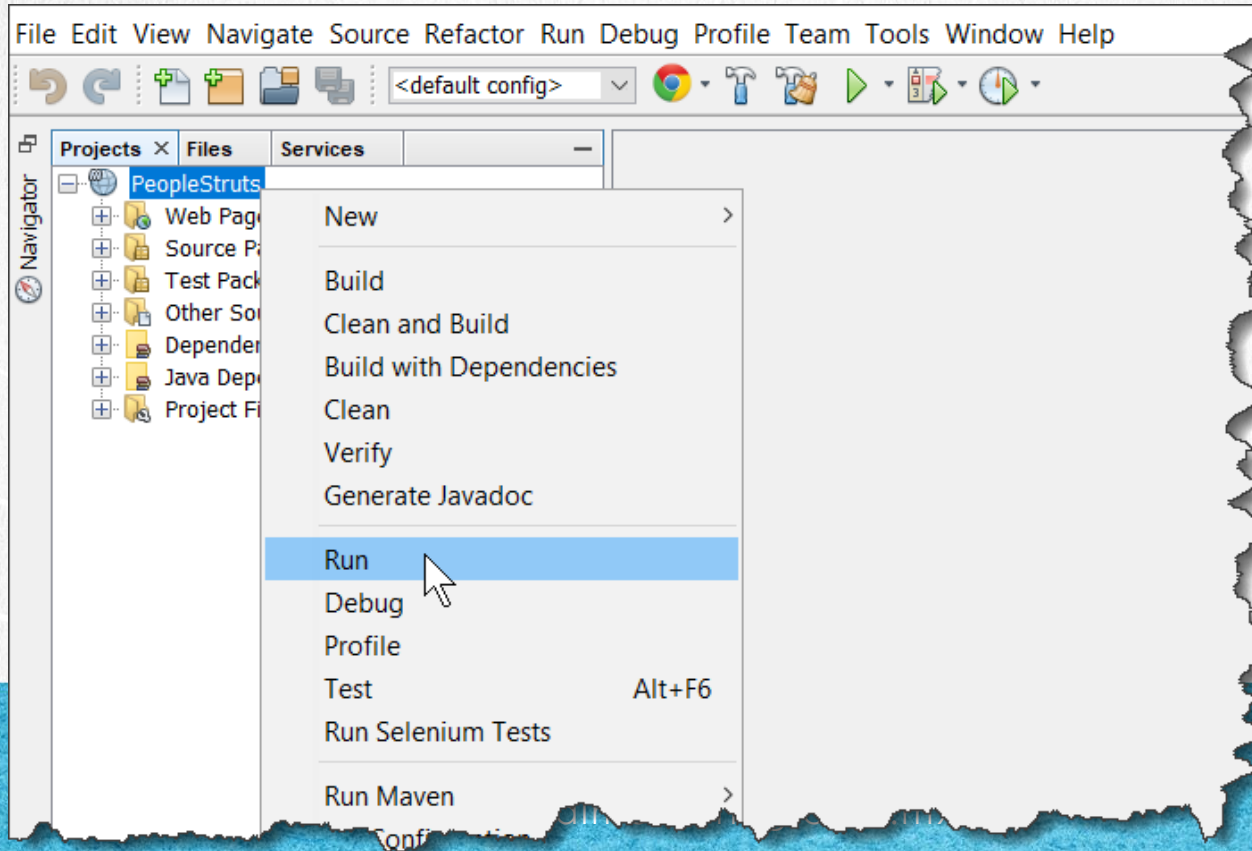 File Edit View Navigate Source Refactor Run Debug Profile Team Tools Window Help
<default config>
Projects Files Services
Navigator
PeopleStruts
Web Pag
Source Pa
Test Pack
Other Sou
Depender
Java Depe
Project Fi
New
Build
Clean and Build
Build with Dependencies
Clean
Verify
Generate Javadoc
Run
Debug
Profile
Test Alt+F6
Run Selenium Tests
Run Maven